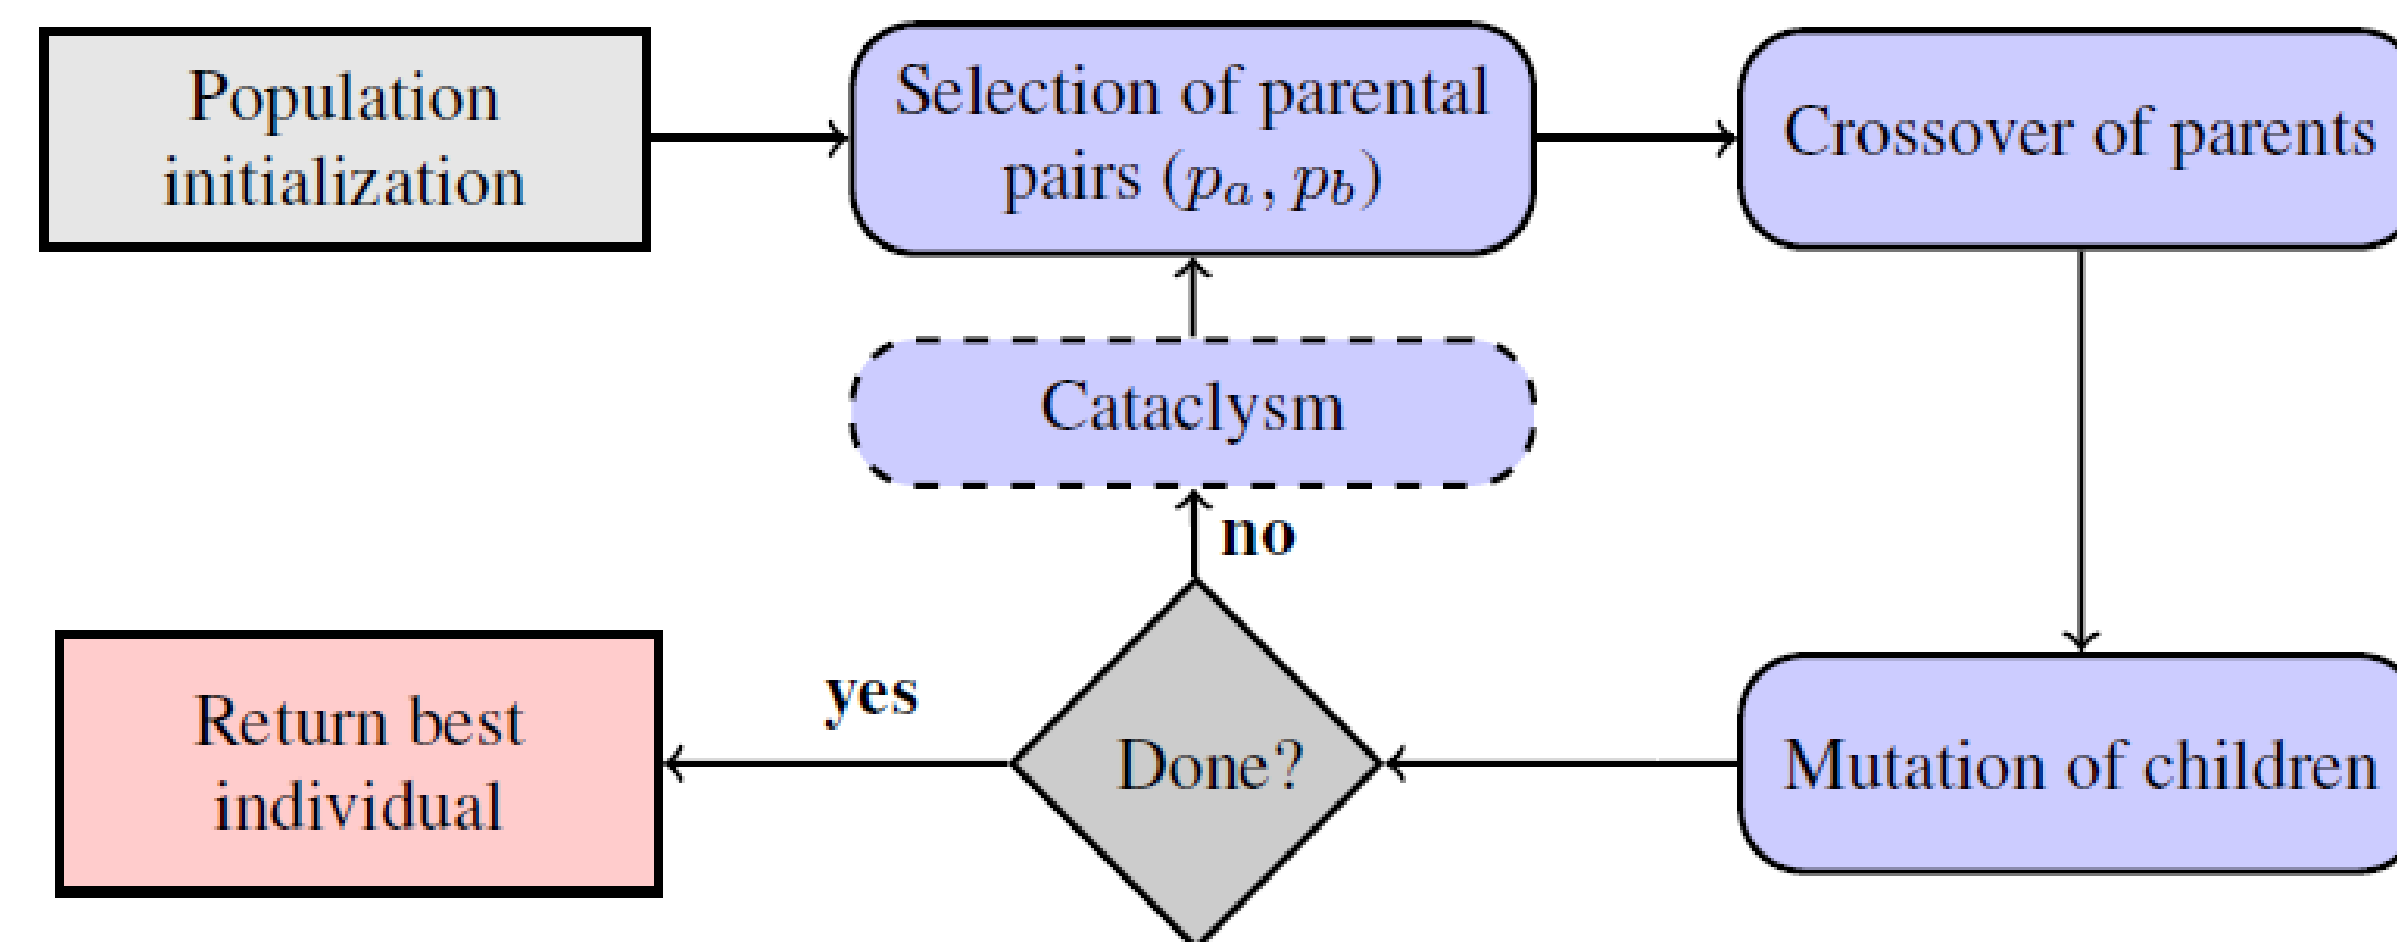 Population
initialization
Selection of parental
pairs (pₐ, p_b)
Crossover of parents
Cataclysm
no
yes
Return best
individual
Done?
Mutation of children